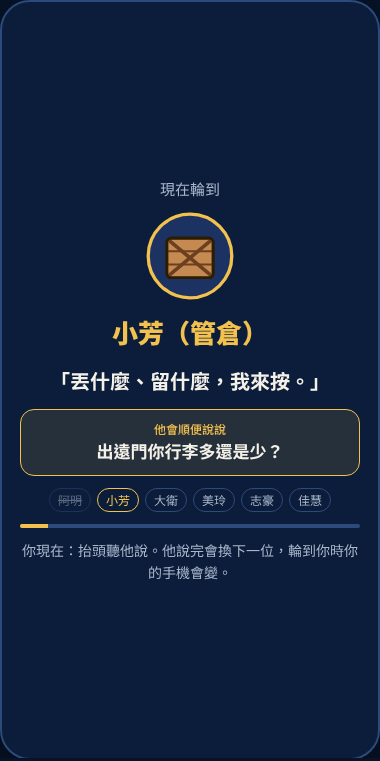 現在輪到
小芳（管倉）
「丟什麼、留什麼，我來按。」
他會順便說說
出遠門你行李多還是少？
阿明 小芳 大衛 美玲 志豪 佳慧
你現在：抬頭聽他說。他說完會換下一位，輪到你時你
的手機會變。